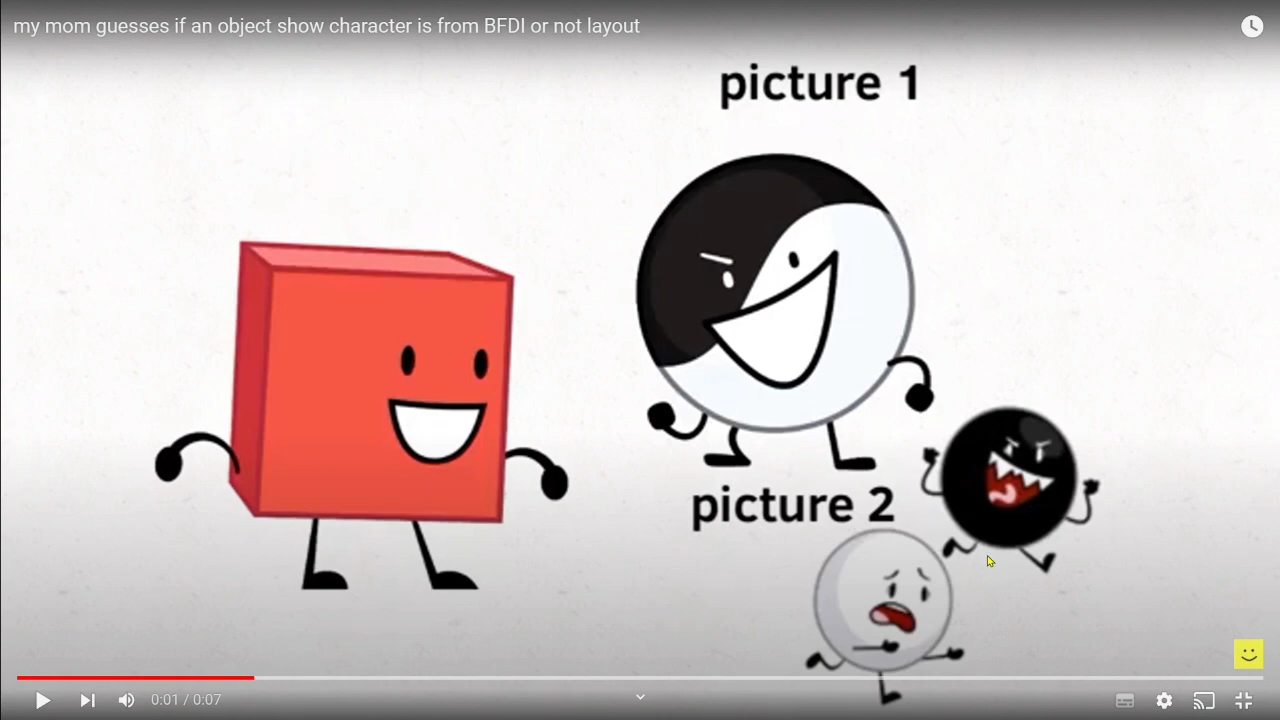 my mom guesses if an object show character is from BFDI or not layout
picture 1
picture 2
0:01 / 0:07